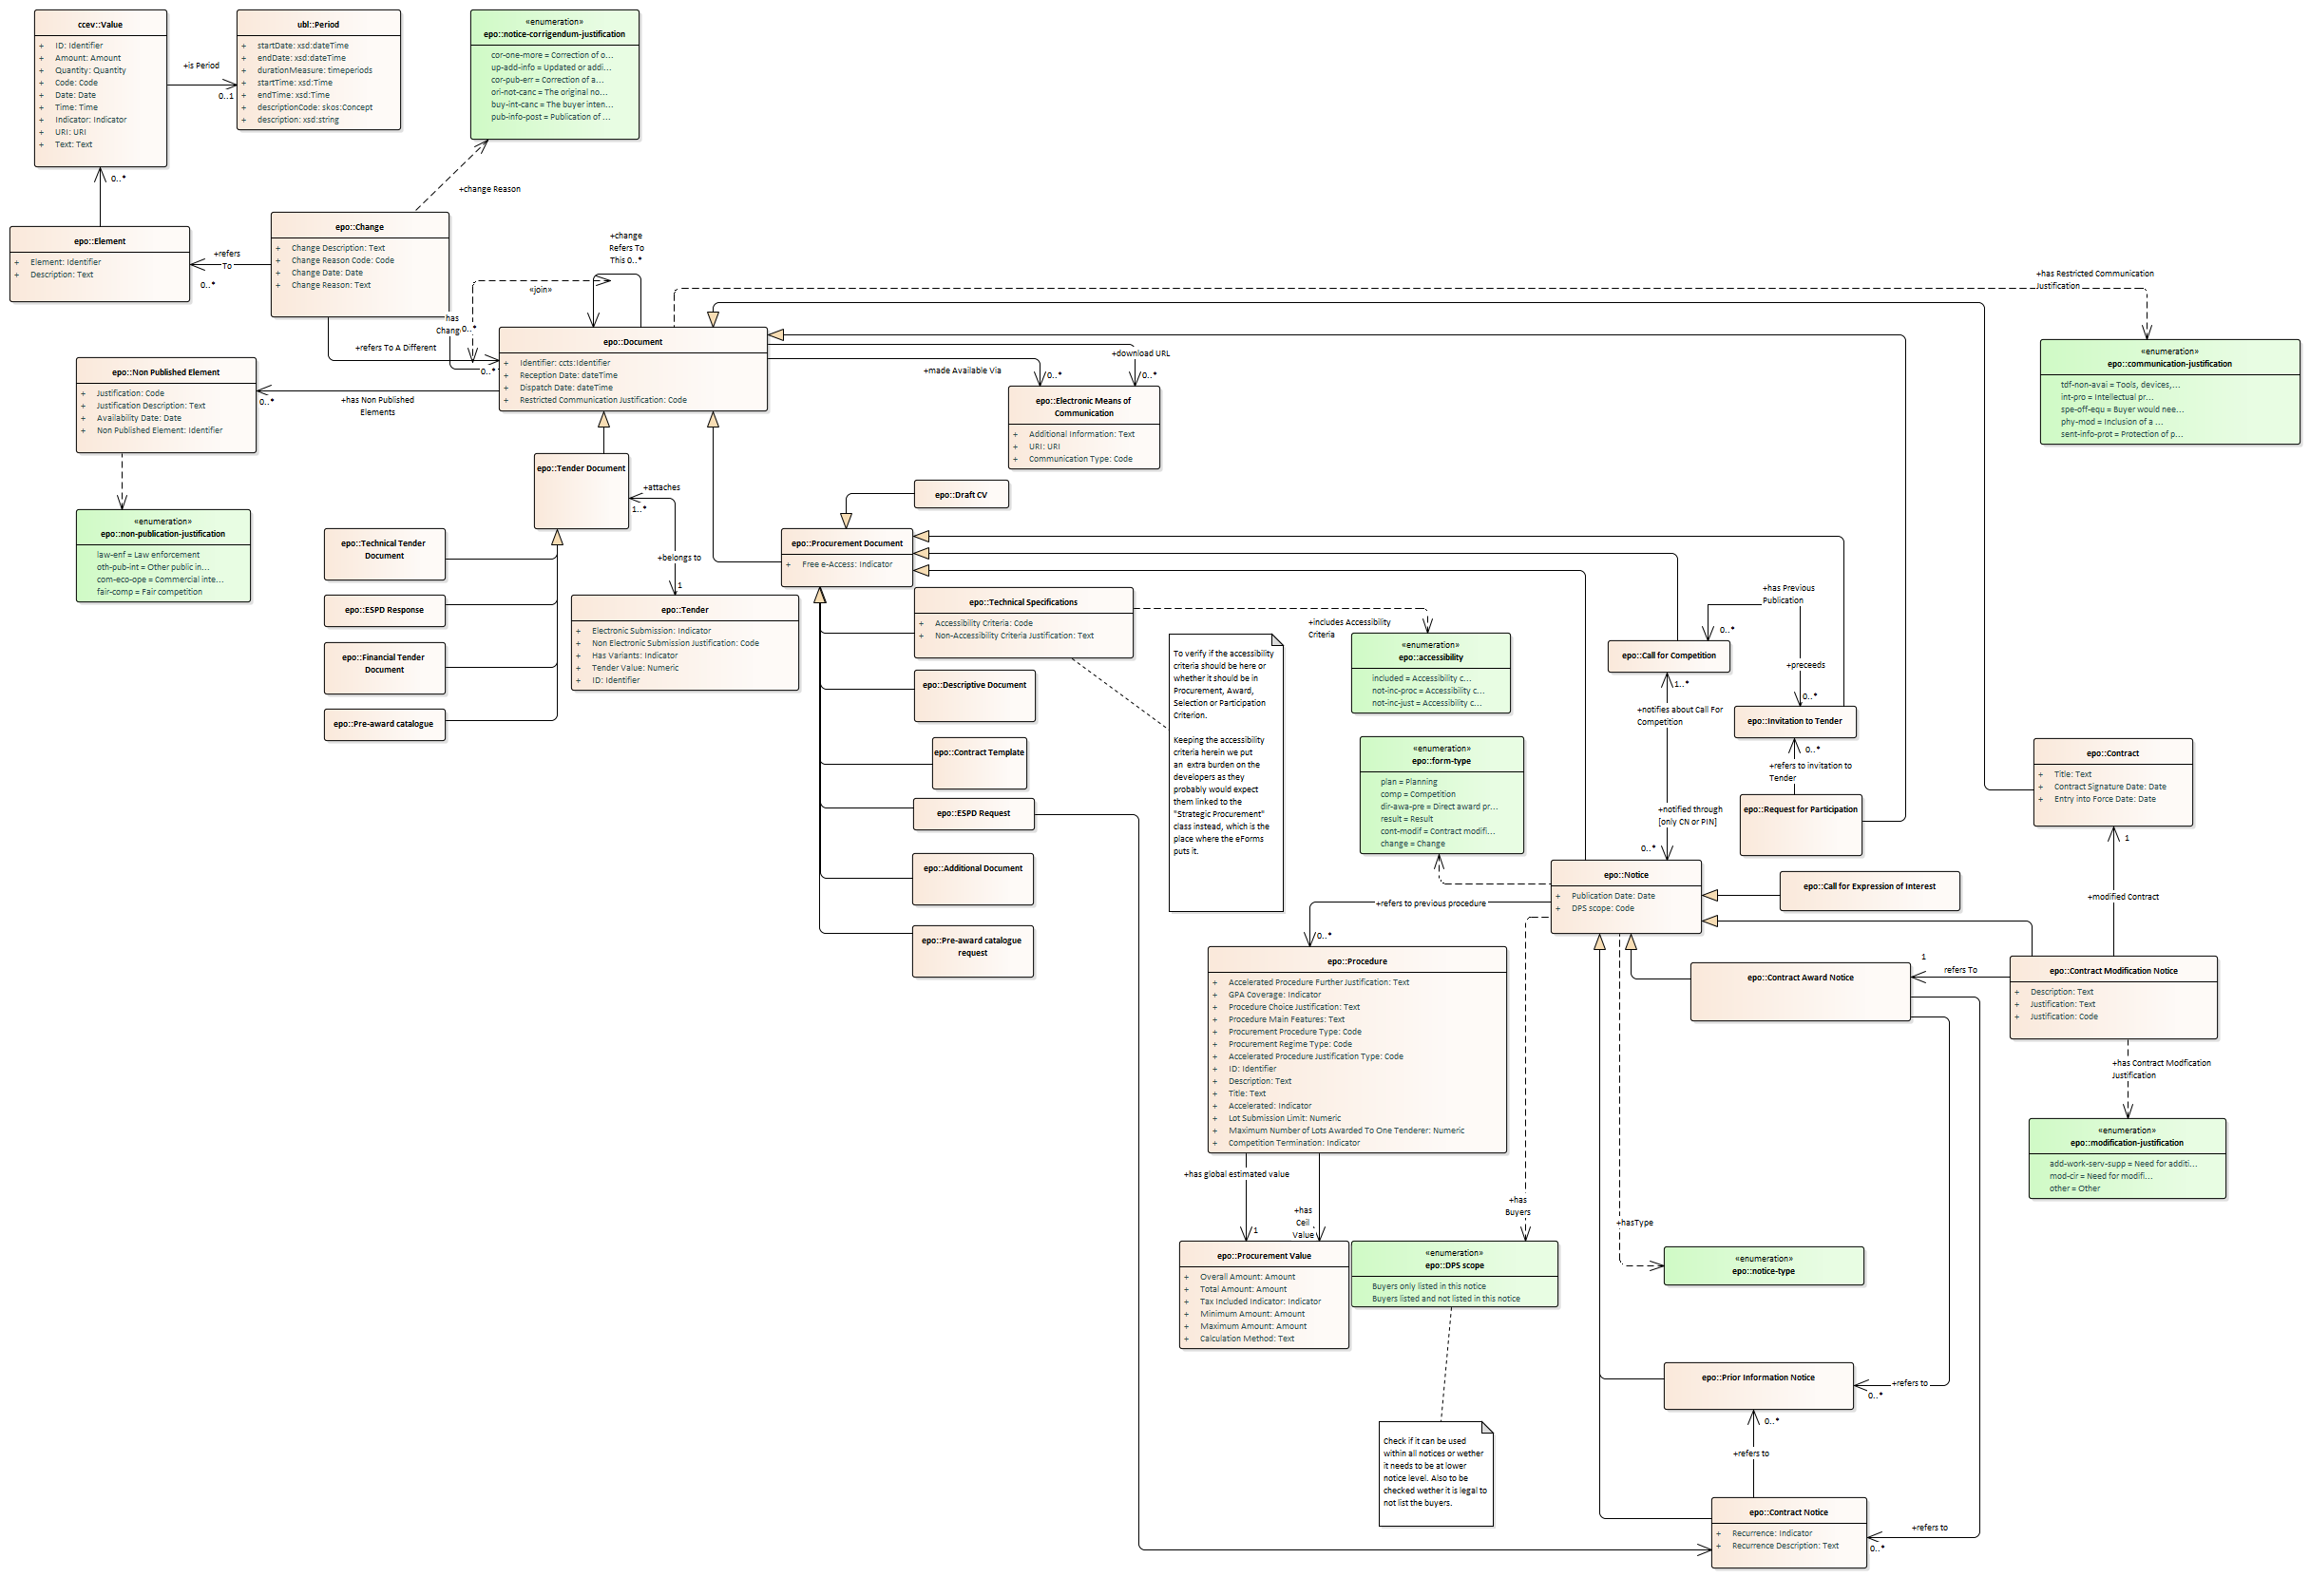 ccev::Value
+ ID: Identifier
+ Amount: Amount
+ Quantity: Quantity
+ Code: Code
+ Date: Date
+ Time: Time
+ Indicator: Indicator
+ URI: URI
+ Text: Text
+is Period
0..1
ubl::Period
+ startDate: xsd:dateTime
+ endDate: xsd:dateTime
+ durationMeasure: timeperiods
+ startTime: xsd:Time
+ endTime: xsd:Time
+ descriptionCode: skos:Concept
+ description: xsd:string
«enumeration»
epo::notice-corrigendum-justification
cor-one-more = Correction of o...
up-add-info = Updated or addi...
cor-pub-err = Correction of a...
ori-not-canc = The original no...
buy-int-canc = The buyer inten...
pub-info-post = Publication of ...
0..*
+change Reason
epo::Element
+ Element: Identifier
+ Description: Text
+refers
To
0..*
epo::Change
+ Change Description: Text
+ Change Reason Code: Code
+ Change Date: Date
+ Change Reason: Text
+change
Refers To
This 0..*
«join»
has
Chang
0..*
+refers To A Different
0..*
epo::Document
+ Identifier: ccts:Identifier
+ Reception Date: dateTime
+ Dispatch Date: dateTime
+ Restricted Communication Justification: Code
+has Restricted Communication
Justification
«enumeration»
epo::communication-justification
tdf-non-avai = Tools, devices,...
int-pro = Intellectual pr...
spe-off-equ = Buyer would nee...
phy-mod = Inclusion of a ...
sent-info-prot = Protection of p...
+download URL
0..*
+made Available Via
0..*
epo::Electronic Means of
Communication
+ Additional Information: Text
+ URI: URI
+ Communication Type: Code
epo::Non Published Element
+ Justification: Code
+ Justification Description: Text
+ Availability Date: Date
+ Non Published Element: Identifier
0..*
+has Non Published
Elements
«enumeration»
epo::non-publication-justification
law-enf = Law enforcement
oth-pub-int = Other public in...
com-eco-ope = Commercial inte...
fair-comp = Fair competition
epo::Tender Document
+attaches
1..*
+belongs to
1
epo::Technical Tender
Document
epo::ESPD Response
epo::Financial Tender
Document
epo::Pre-award catalogue
epo::Tender
+ Electronic Submission: Indicator
+ Non Electronic Submission Justification: Code
+ Has Variants: Indicator
+ Tender Value: Numeric
+ ID: Identifier
epo::Draft CV
epo::Procurement Document
+ Free e-Access: Indicator
epo::Technical Specifications
+ Accessibility Criteria: Code
+ Non-Accessibility Criteria Justification: Text
epo::Descriptive Document
epo::Contract Template
epo::ESPD Request
epo::Additional Document
epo::Pre-award catalogue
request
To verify if the accessibility
criteria should be here or
whether it should be in
Procurement, Award,
Selection or Participation
Criterion.
Keeping the accessibility
criteria herein we put
an extra burden on the
developers as they
probably would expect
them linked to the
"Strategic Procurement"
class instead, which is the
place where the eForms
puts it.
+includes Accessibility
Criteria
«enumeration»
epo::accessibility
included = Accessibility c...
not-inc-proc = Accessibility c...
not-inc-just = Accessibility c...
«enumeration»
epo::form-type
plan = Planning
comp = Competition
dir-awa-pre = Direct award pr...
result = Result
cont-modif = Contract modifi...
change = Change
+has Previous
Publication
0..*
epo::Call for Competition
+preceeds
0..*
1..*
+notifies about Call For
Competition
epo::Invitation to Tender
0..*
+refers to invitation to
Tender
epo::Request for Participation
+notified through
[only CN or PIN]
0..*
epo::Contract
+ Title: Text
+ Contract Signature Date: Date
+ Entry into Force Date: Date
1
+modified Contract
epo::Notice
+ Publication Date: Date
+ DPS scope: Code
epo::Call for Expression of Interest
+refers to previous procedure
0..*
epo::Procedure
+ Accelerated Procedure Further Justification: Text
+ GPA Coverage: Indicator
+ Procedure Choice Justification: Text
+ Procedure Main Features: Text
+ Procurement Procedure Type: Code
+ Procurement Regime Type: Code
+ Accelerated Procedure Justification Type: Code
+ ID: Identifier
+ Description: Text
+ Title: Text
+ Accelerated: Indicator
+ Lot Submission Limit: Numeric
+ Maximum Number of Lots Awarded To One Tenderer: Numeric
+ Competition Termination: Indicator
epo::Contract Award Notice
1
refers To
epo::Contract Modification Notice
+ Description: Text
+ Justification: Text
+ Justification: Code
+has Contract Modfication
Justification
«enumeration»
epo::modification-justification
add-work-serv-supp = Need for additi...
mod-cir = Need for modifi...
other = Other
+has global estimated value
1
+has
Ceil
Value
+has
Buyers
+hasType
epo::Procurement Value
+ Overall Amount: Amount
+ Total Amount: Amount
+ Tax Included Indicator: Indicator
+ Minimum Amount: Amount
+ Maximum Amount: Amount
+ Calculation Method: Text
«enumeration»
epo::DPS scope
Buyers only listed in this notice
Buyers listed and not listed in this notice
«enumeration»
epo::notice-type
Check if it can be used
within all notices or wether
it needs to be at lower
notice level. Also to be
checked wether it is legal to
not list the buyers.
epo::Prior Information Notice
+refers to
0..*
0..*
+refers to
epo::Contract Notice
+ Recurrence: Indicator
+ Recurrence Description: Text
+refers to
0..*